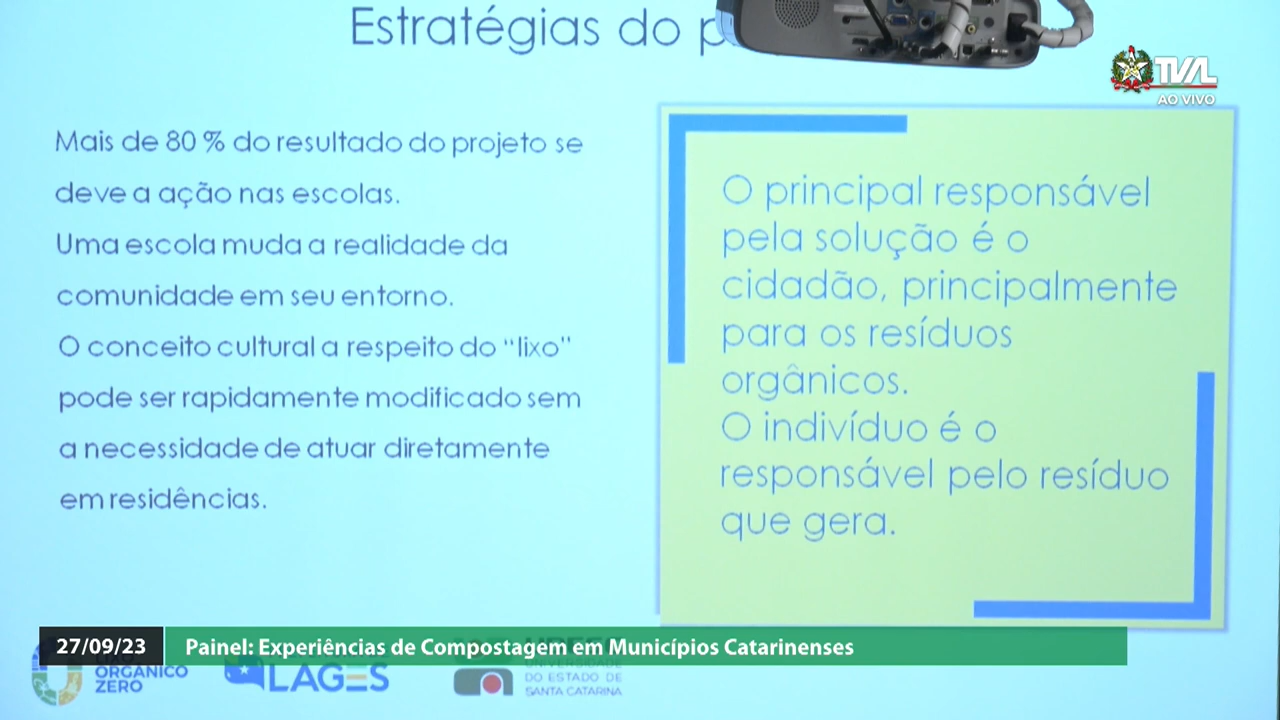 Estratégias do
TVAL
AO VIVO
Mais de 80 % do resultado do projeto se
deve a ação nas escolas.
Uma escola muda a realidade da
comunidade em seu entorno.
O conceito cultural a respeito do "lixo"
pode ser rapidamente modificado sem
a necessidade de atuar diretamente
em residências.
O principal responsável
pela solução é o
cidadão, principalmente
para os resíduos
orgânicos.
O indivíduo é o
responsável pelo resíduo
que gera.
27/09/23
Painel: Experiências de Compostagem em Municípios Catarinenses
ORGÂNICO
ZERO
LAGES
UNIVERSIDADE
DO ESTADO DE
SANTA CATARINA